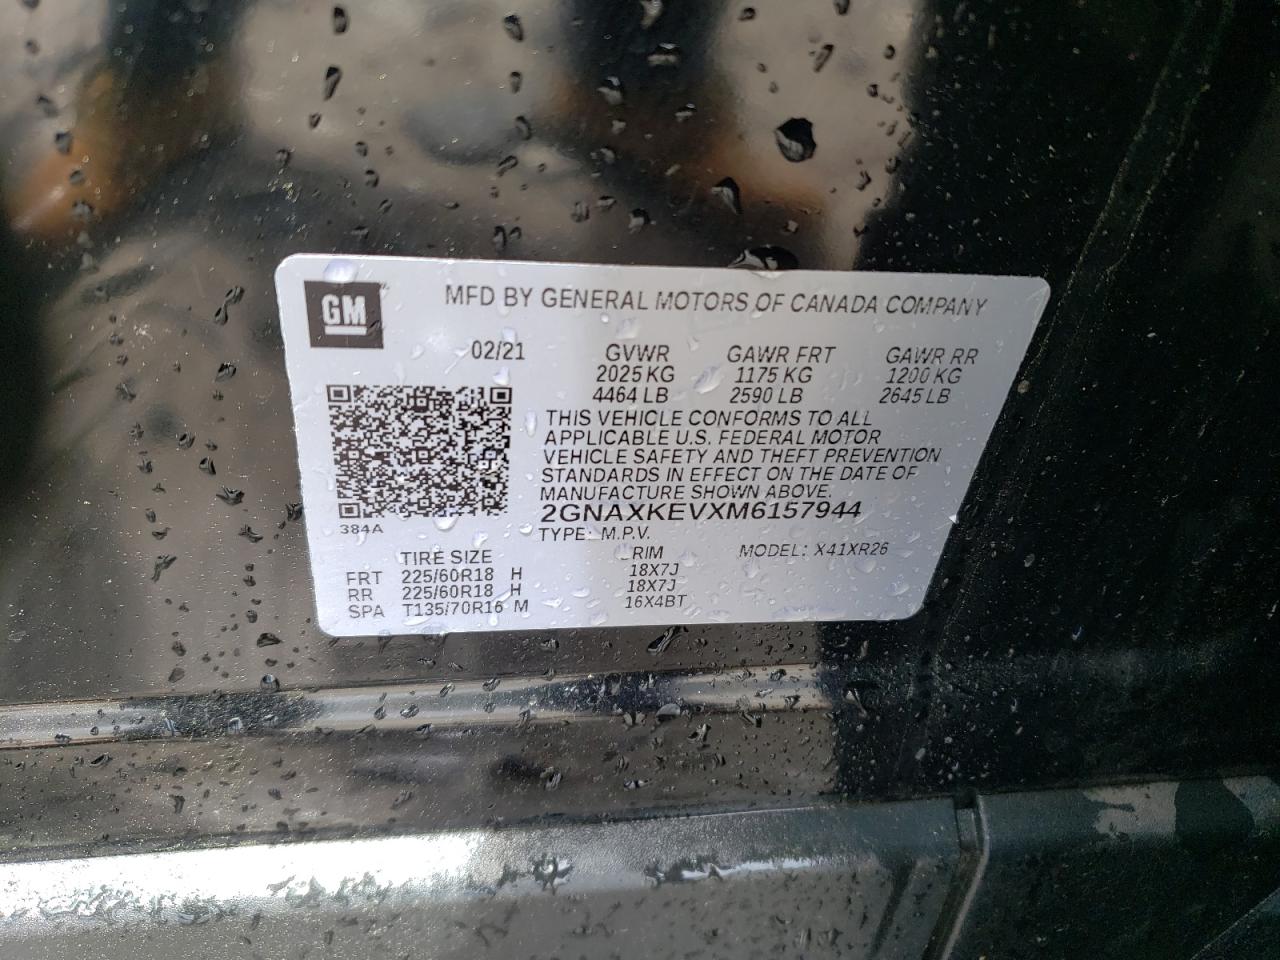 GM
MFD BY GENERAL MOTORS OF CANADA COMPANY
02/21 GVWR GAWR FRT GAWR RR
2025 KG 1175 KG 1200 KG
4464 LB 2590 LB 2645 LB
THIS VEHICLE CONFORMS TO ALL
APPLICABLE U.S. FEDERAL MOTOR
VEHICLE SAFETY AND THEFT PREVENTION
STANDARDS IN EFFECT ON THE DATE OF
MANUFACTURE SHOWN ABOVE.
2GNAXKEVXM6157944
384A
TYPE: M.P.V.
TIRE SIZE RIM MODEL: X41XR26
FRT 225/60R18 H 18X7J
RR 225/60R18 H 18X7J
SPA T135/70R16 M 16X4BT